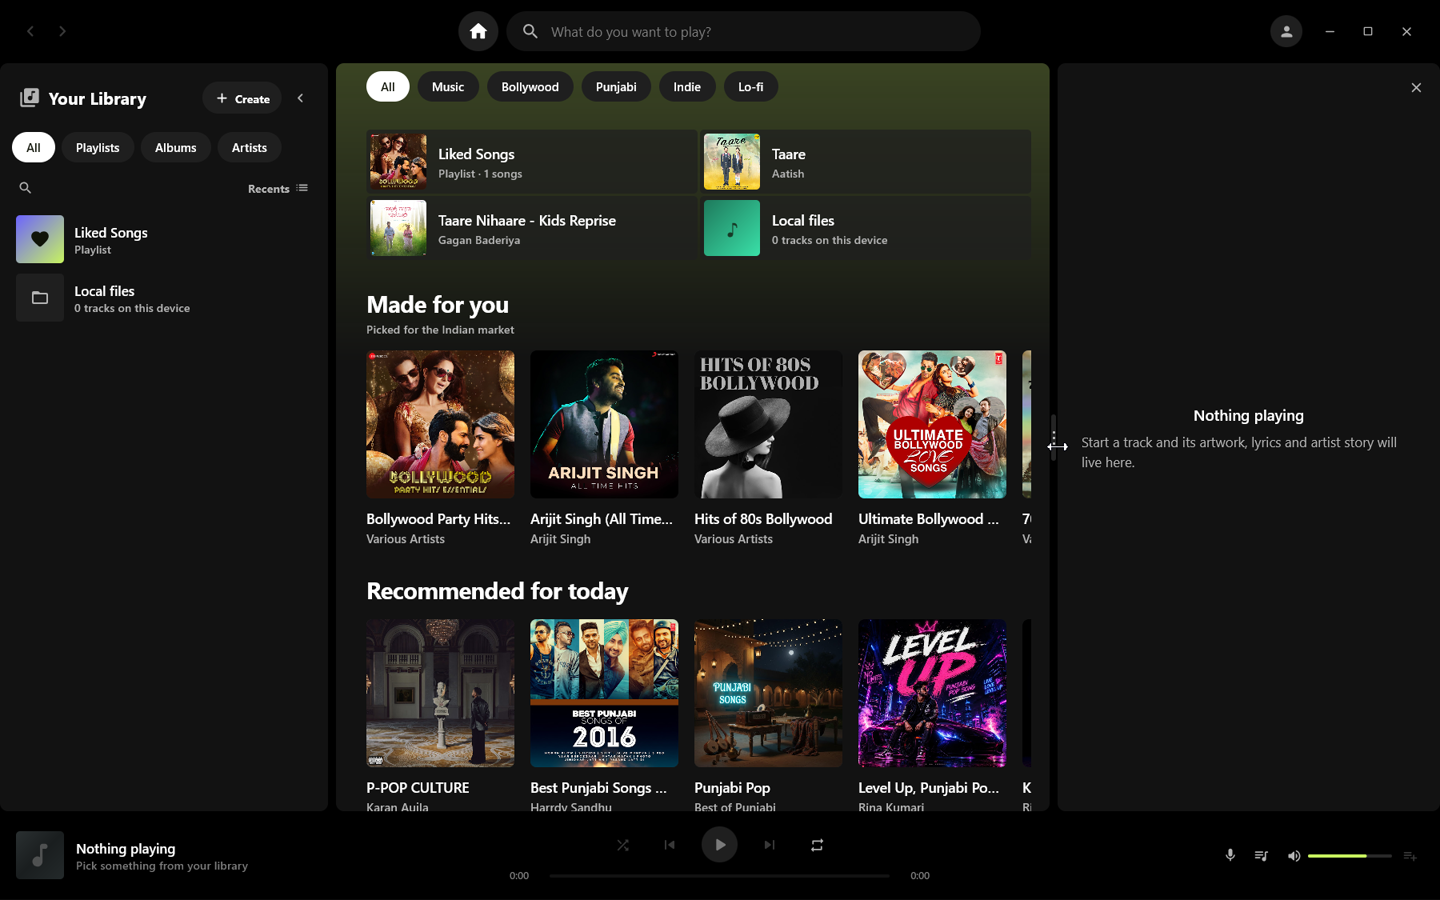 What do you want to play?
Your Library
Create
All
Playlists
Albums
Artists
Recents
Liked Songs
Playlist
Local files
0 tracks on this device
All
Music
Bollywood
Punjabi
Indie
Lo-fi
Liked Songs
Playlist · 1 songs
Taare
Aatish
Taare Nihaare - Kids Reprise
Gagan Baderiya
Local files
0 tracks on this device
Made for you
Picked for the Indian market
BOLLYWOOD
PARTY HITS ESSENTIALS
ARIJIT SINGH
ALL TIME HITS
HITS OF 80S
BOLLYWOOD
ULTIMATE
BOLLYWOOD
LOVE
SONGS
Bollywood Party Hits...
Various Artists
Arijit Singh (All Time...
Arijit Singh
Hits of 80s Bollywood
Various Artists
Ultimate Bollywood ...
Arijit Singh
Recommended for today
BEST PUNJABI
SONGS OF
2016
PUNJABI
SONGS
LEVEL
UP
PUNJABI
POP SONG
P-POP CULTURE
Karan Aujla
Best Punjabi Songs ...
Harrdy Sandhu
Punjabi Pop
Best of Punjabi
Level Up, Punjabi Po...
Rina Kumari
Nothing playing
Start a track and its artwork, lyrics and artist story will
live here.
Nothing playing
Pick something from your library
0:00
0:00